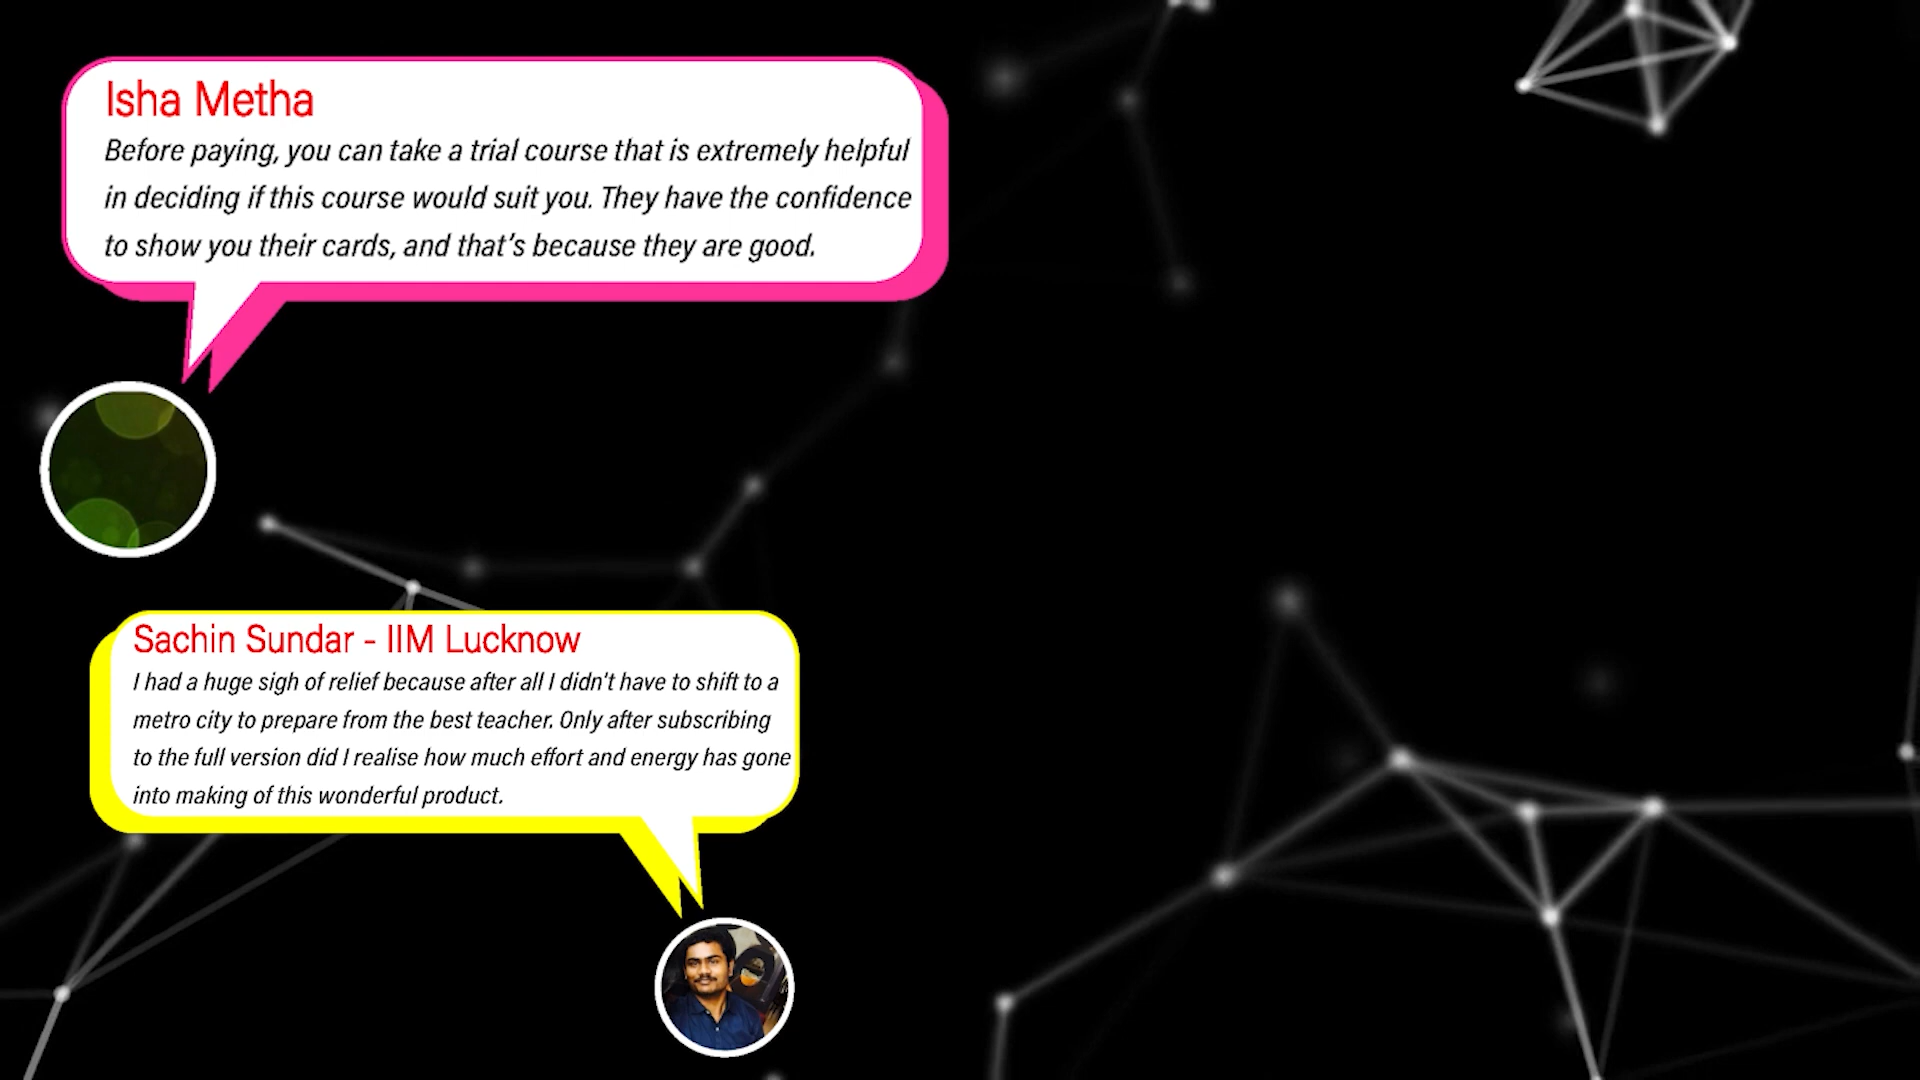 Isha Metha
Before paying, you can take a trial course that is extremely helpful
in deciding if this course would suit you. They have the confidence
to show you their cards, and that's because they are good.
Sachin Sundar - IIM Lucknow
I had a huge sigh of relief because after all I didn't have to shift to a
metro city to prepare from the best teacher. Only after subscribing
to the full version did I realise how much effort and energy has gone
into making of this wonderful product.